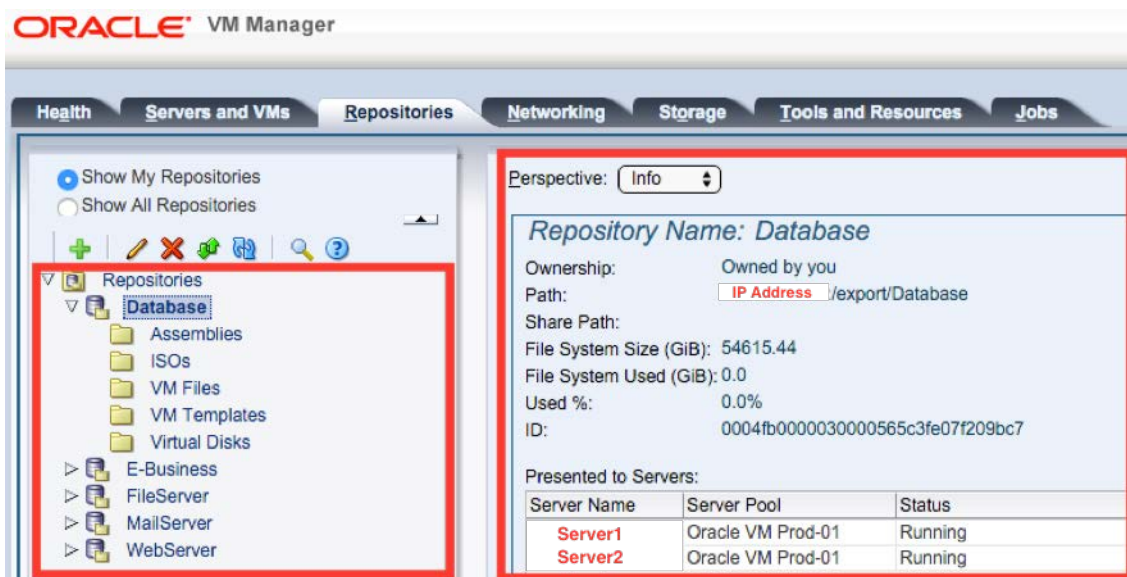 ORACLE® VM Manager
Health Servers and VMs Repositories Networking Storage Tools and Resources Jobs
Show My Repositories
Show All Repositories
Repositories
Database
Assemblies
ISOs
VM Files
VM Templates
Virtual Disks
E-Business
FileServer
MailServer
WebServer
Perspective: Info
Repository Name: Database
Ownership: Owned by you
Path: IP Address :/export/Database
Share Path:
File System Size (GiB): 54615.44
File System Used (GiB): 0.0
Used %: 0.0%
ID: 0004fb0000030000565c3fe07f209bc7
Presented to Servers:
Server Name Server Pool Status
Server1 Oracle VM Prod-01 Running
Server2 Oracle VM Prod-01 Running